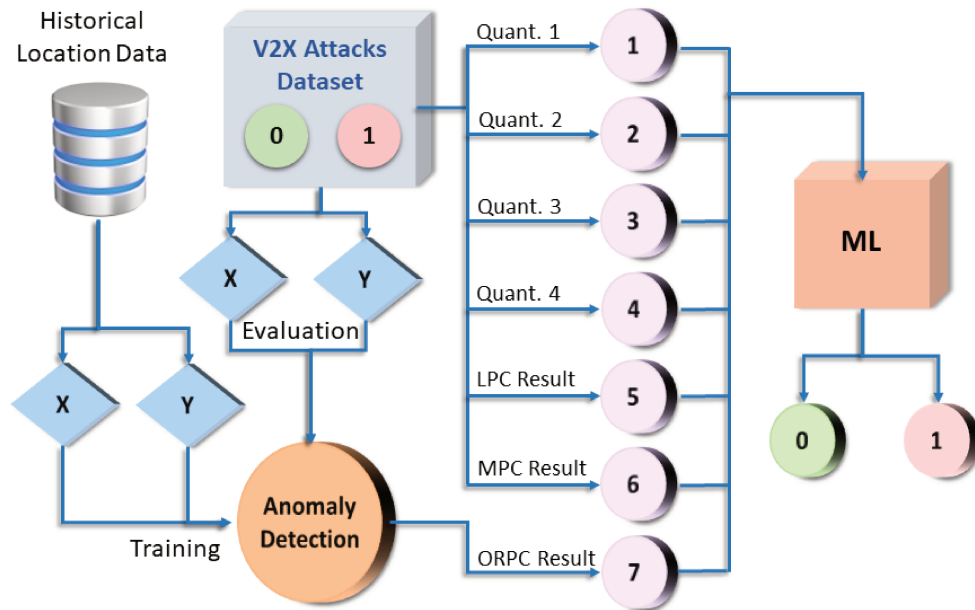 Historical
Location Data
V2X Attacks
Dataset
0
1
X
Y
Evaluation
X
Y
Training
Anomaly
Detection
Quant. 1
1
Quant. 2
2
Quant. 3
3
Quant. 4
4
LPC Result
5
MPC Result
6
ORPC Result
7
ML
0
1